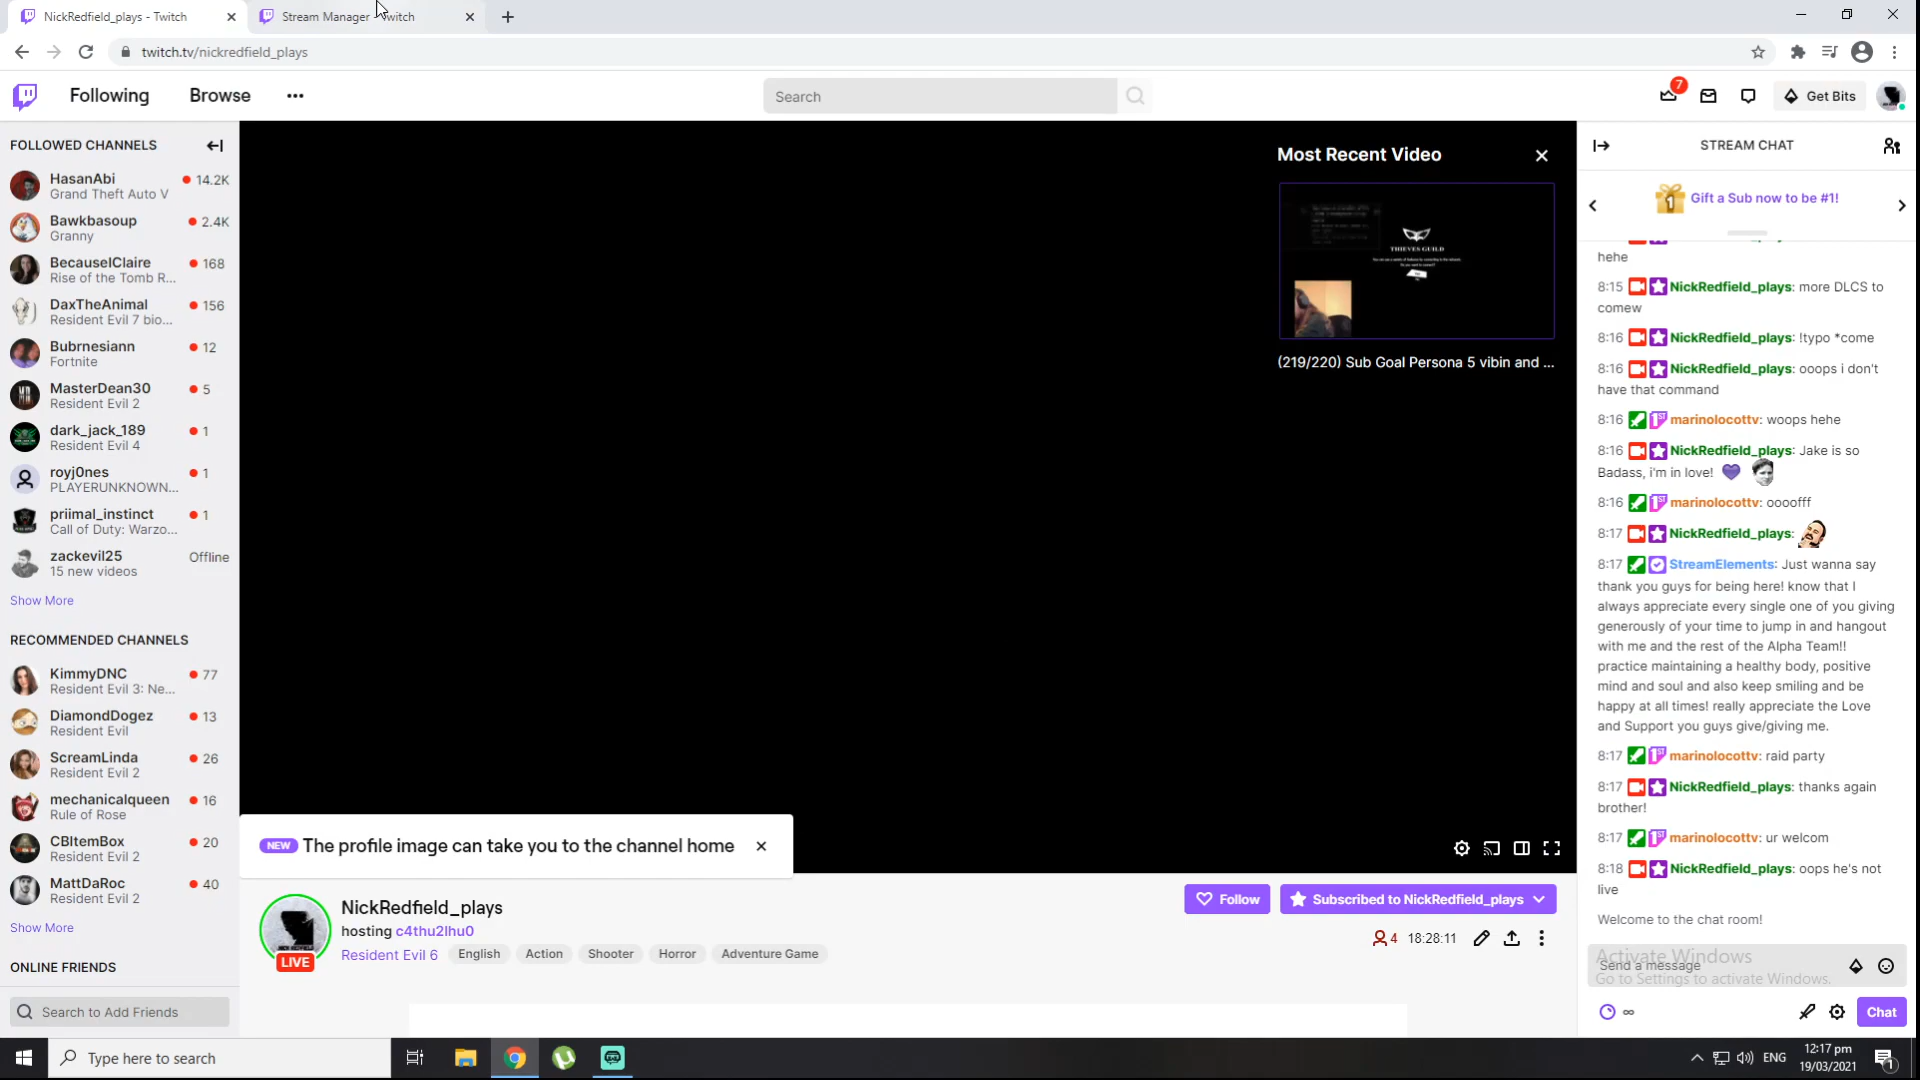 NickRedfield_plays - Twitch
Stream Manager - Twitch
twitch.tv/nickredfield_plays
Following
Browse
Search
7
Get Bits
FOLLOWED CHANNELS
HasanAbi
14.2K
Grand Theft Auto V
Bawkbasoup
2.4K
Granny
BecauseIClaire
168
Rise of the Tomb R...
DaxTheAnimal
156
Resident Evil 7 bio...
Bubrnesiann
12
Fortnite
MasterDean30
5
Resident Evil 2
dark_jack_189
1
Resident Evil 4
royj0nes
1
PLAYERUNKNOWN...
priimal_instinct
1
Call of Duty: Warzo...
zackevil25
Offline
15 new videos
Show More
RECOMMENDED CHANNELS
KimmyDNC
77
Resident Evil 3: Ne...
DiamondDogez
13
Resident Evil
ScreamLinda
26
Resident Evil 2
mechanicalqueen
16
Rule of Rose
CBItemBox
20
Resident Evil 2
MattDaRoc
40
Resident Evil 2
Show More
ONLINE FRIENDS
Search to Add Friends
Most Recent Video
THIEVES GUILD
(219/220) Sub Goal Persona 5 vibin and ...
NEW The profile image can take you to the channel home
NickRedfield_plays
hosting c4thu2lhu0
Resident Evil 6 English Action Shooter Horror Adventure Game
LIVE
Follow
Subscribed to NickRedfield_plays
4 18:28:11
STREAM CHAT
1 Gift a Sub now to be #1!
hehe
8:15 NickRedfield_plays: more DLCS to
comew
8:16 NickRedfield_plays: !typo *come
8:16 NickRedfield_plays: ooops i don't
have that command
8:16 marinolocottv: woops hehe
8:16 NickRedfield_plays: Jake is so
Badass, i'm in love!
8:16 marinolocottv: ooooffff
8:17 NickRedfield_plays:
8:17 StreamElements: Just wanna say
thank you guys for being here! know that I
always appreciate every single one of you giving
generously of your time to jump in and hangout
with me and the rest of the Alpha Team!!
practice maintaining a healthy body, positive
mind and soul and also keep smiling and be
happy at all times! really appreciate the Love
and Support you guys give/giving me.
8:17 marinolocottv: raid party
8:17 NickRedfield_plays: thanks again
brother!
8:17 marinolocottv: ur welcom
8:18 NickRedfield_plays: oops he's not
live
Welcome to the chat room!
Activate Windows
Send a message
Go to Settings to activate Windows.
∞
Chat
Type here to search
ENG
12:17 pm
19/03/2021
1